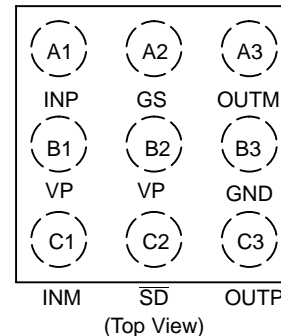 A1 A2 A3
INP GS OUTM
B1 B2 B3
VP VP GND
C1 C2 C3
INM S̅D̅ OUTP
(Top View)